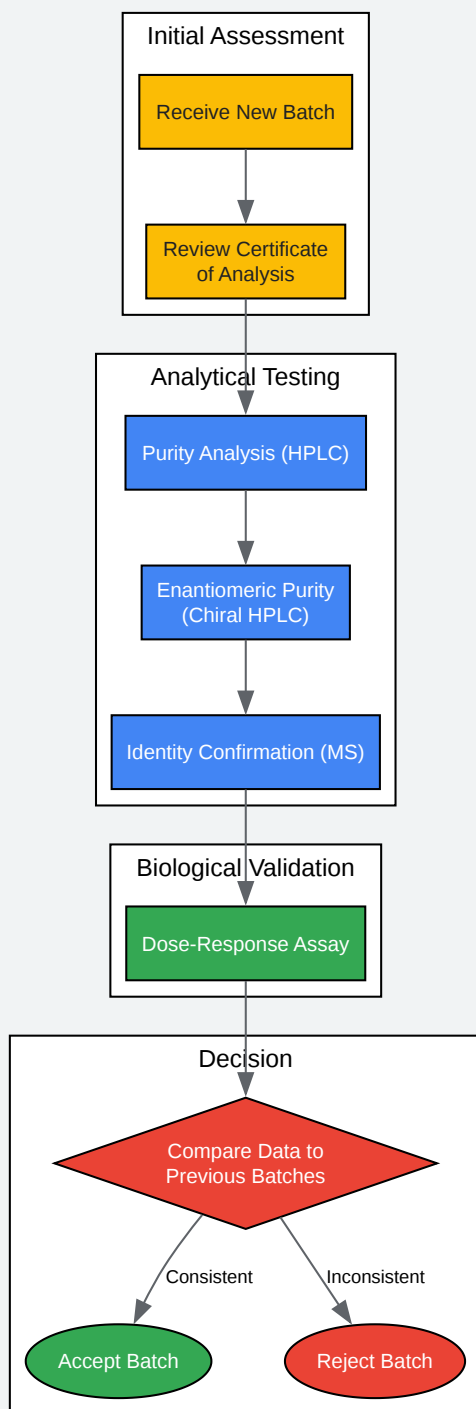 Initial Assessment
Receive New Batch
Review Certificate
of Analysis
Analytical Testing
Purity Analysis (HPLC)
Enantiomeric Purity
(Chiral HPLC)
Identity Confirmation (MS)
Biological Validation
Dose-Response Assay
Decision
Compare Data to
Previous Batches
Consistent
Inconsistent
Accept Batch
Reject Batch